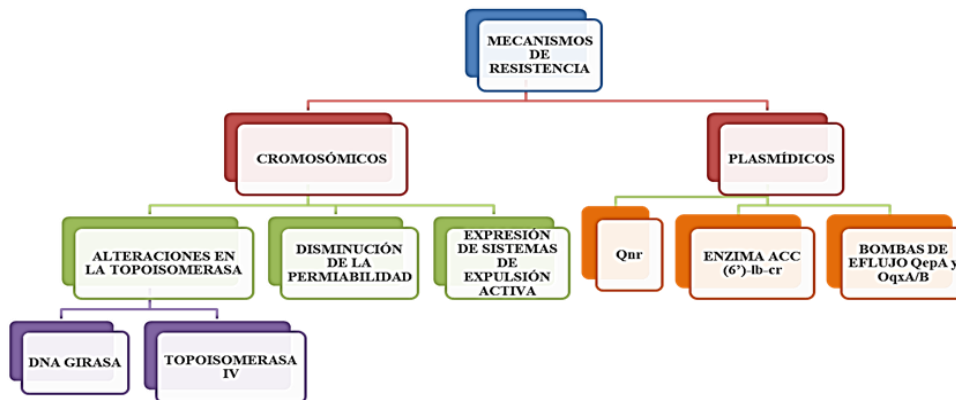 MECANISMOS
DE
RESISTENCIA
CROMOSÓMICOS
PLASMÍDICOS
ALTERACIONES EN
LA TOPOISOMERASA
DISMINUCIÓN
DE LA
PERMIABILIDAD
EXPRESIÓN
DE SISTEMAS
DE
EXPULSIÓN
ACTIVA
Qnr
ENZIMA ACC
(6’)-lb-cr
BOMBAS DE
EFLUJO QepA y
OqxA/B
DNA GIRASA
TOPOISOMERASA
IV